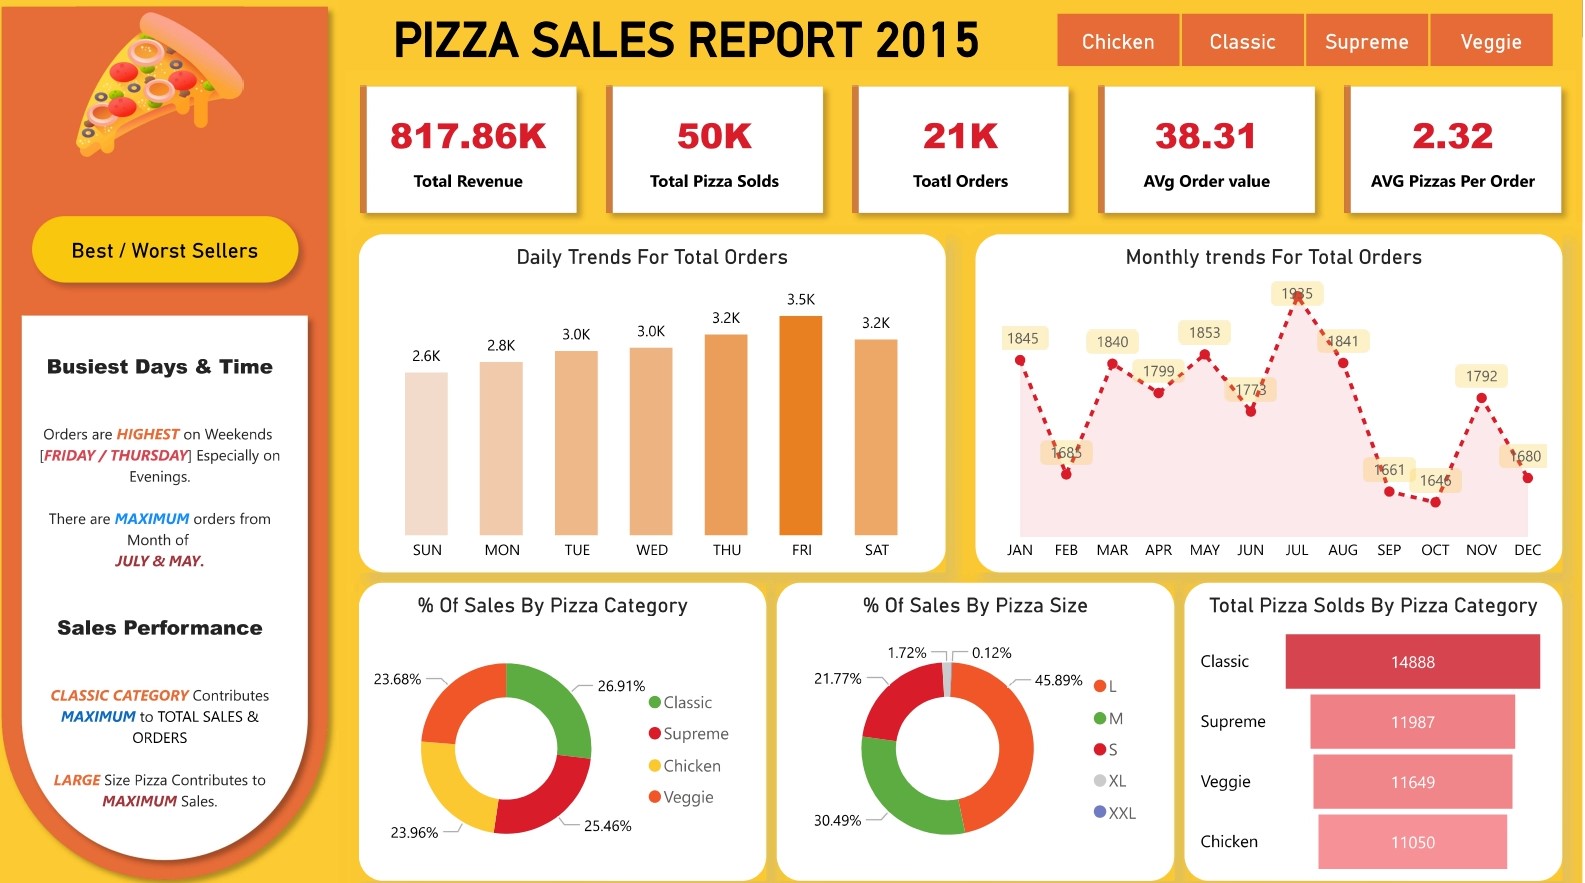 PIZZA SALES REPORT 2015
Chicken
Classic
Supreme
Veggie
817.86K
Total Revenue
50K
Total Pizza Solds
21K
Toatl Orders
38.31
AVg Order value
2.32
AVG Pizzas Per Order
Best / Worst Sellers
Busiest Days & Time
Orders are HIGHEST on Weekends
[FRIDAY / THURSDAY] Especially on
Evenings.
There are MAXIMUM orders from
Month of
JULY & MAY.
Sales Performance
CLASSIC CATEGORY Contributes
MAXIMUM to TOTAL SALES &
ORDERS
LARGE Size Pizza Contributes to
MAXIMUM Sales.
Daily Trends For Total Orders
2.6K
2.8K
3.0K
3.0K
3.2K
3.5K
3.2K
SUN
MON
TUE
WED
THU
FRI
SAT
Monthly trends For Total Orders
1845
1685
1840
1799
1853
1773
1935
1841
1661
1646
1792
1680
JAN
FEB
MAR
APR
MAY
JUN
JUL
AUG
SEP
OCT
NOV
DEC
% Of Sales By Pizza Category
23.68%
26.91%
23.96%
25.46%
Classic
Supreme
Chicken
Veggie
% Of Sales By Pizza Size
1.72%
0.12%
21.77%
45.89%
30.49%
L
M
S
XL
XXL
Total Pizza Solds By Pizza Category
Classic 14888
Supreme 11987
Veggie 11649
Chicken 11050